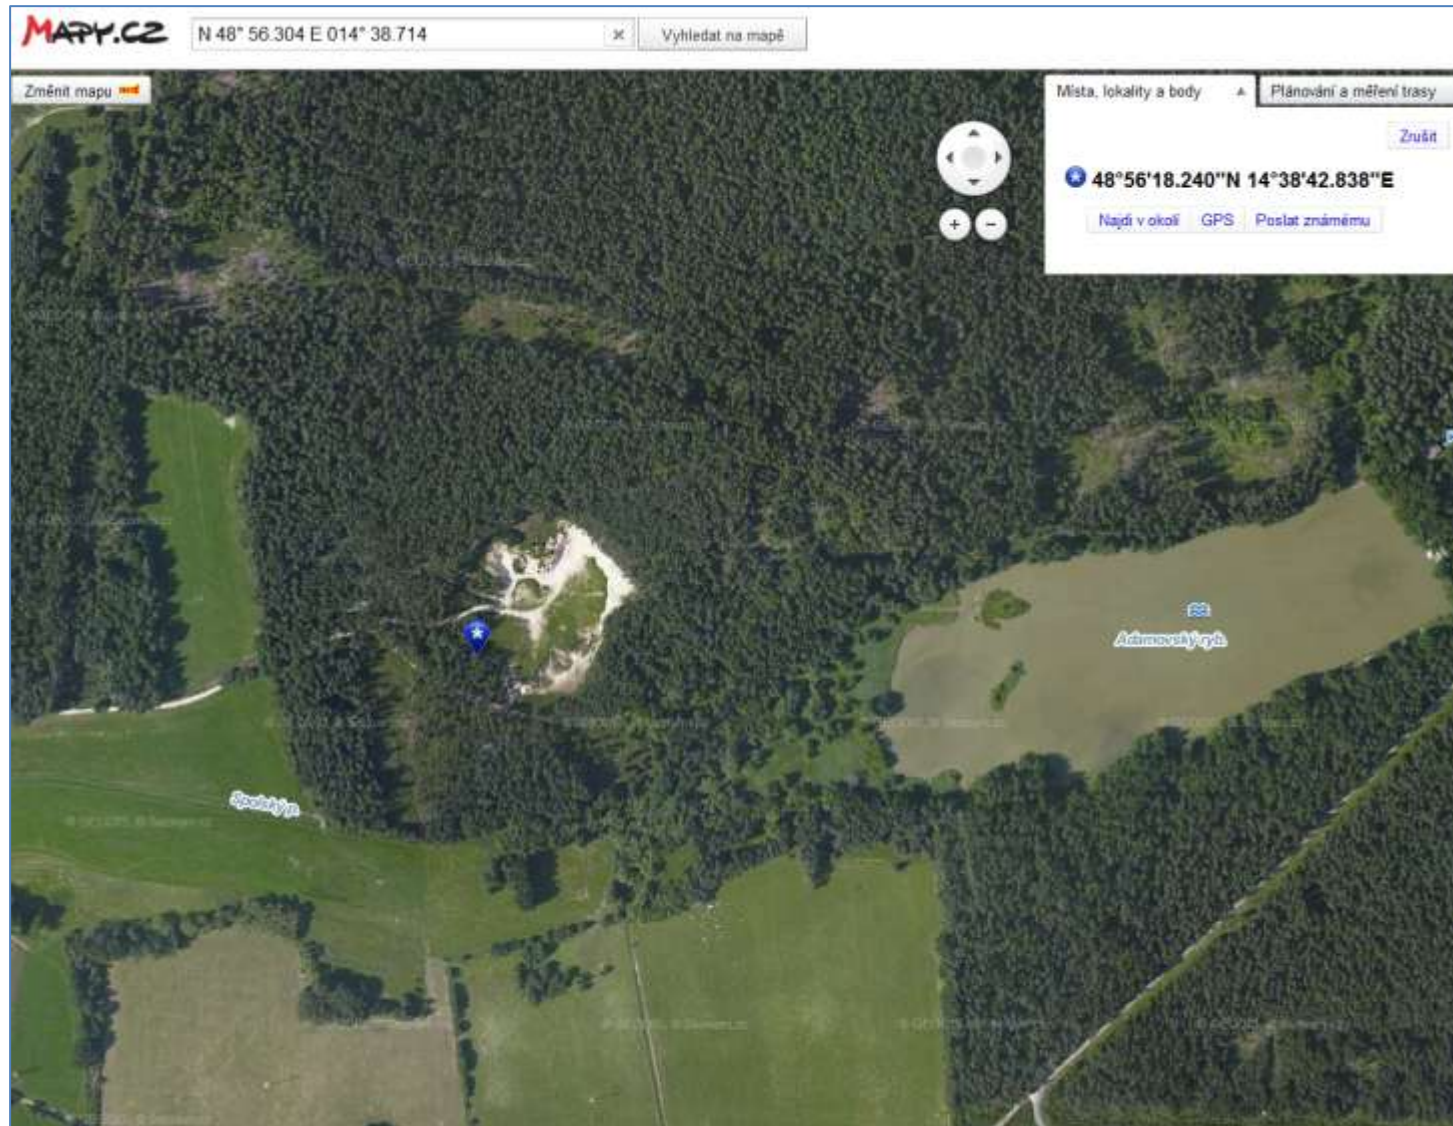 MAPY.CZ
N 48° 56.304 E 014° 38.714
Vyhledat na mapě
Změnit mapu
Místa, lokality a body
Plánování a měření trasy
Zrušit
48°56'18.240"N 14°38'42.838"E
Najdi v okolí GPS Poslat známému
Adamovský ryb.
Spolský p.